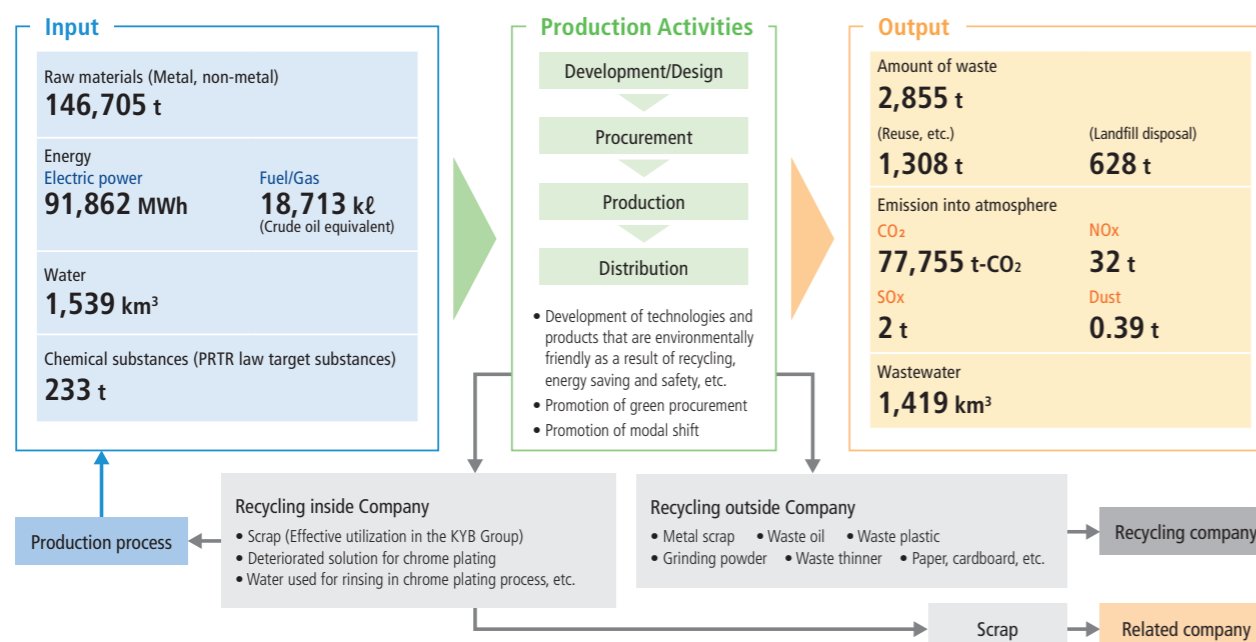 Input
Raw materials (Metal, non-metal)
146,705 t
Energy
Electric power
91,862 MWh
Fuel/Gas
18,713 kℓ
(Crude oil equivalent)
Water
1,539 km³
Chemical substances (PRTR law target substances)
233 t
Production Activities
Development/Design
Procurement
Production
Distribution
• Development of technologies and
products that are environmentally
friendly as a result of recycling,
energy saving and safety, etc.
• Promotion of green procurement
• Promotion of modal shift
Output
Amount of waste
2,855 t
(Reuse, etc.)
1,308 t
(Landfill disposal)
628 t
Emission into atmosphere
CO₂
77,755 t-CO₂
NOx
32 t
SOx
2 t
Dust
0.39 t
Wastewater
1,419 km³
Production process
Recycling inside Company
• Scrap (Effective utilization in the KYB Group)
• Deteriorated solution for chrome plating
• Water used for rinsing in chrome plating process, etc.
Recycling outside Company
• Metal scrap • Waste oil • Waste plastic
• Grinding powder • Waste thinner • Paper, cardboard, etc.
Recycling company
Scrap
Related company